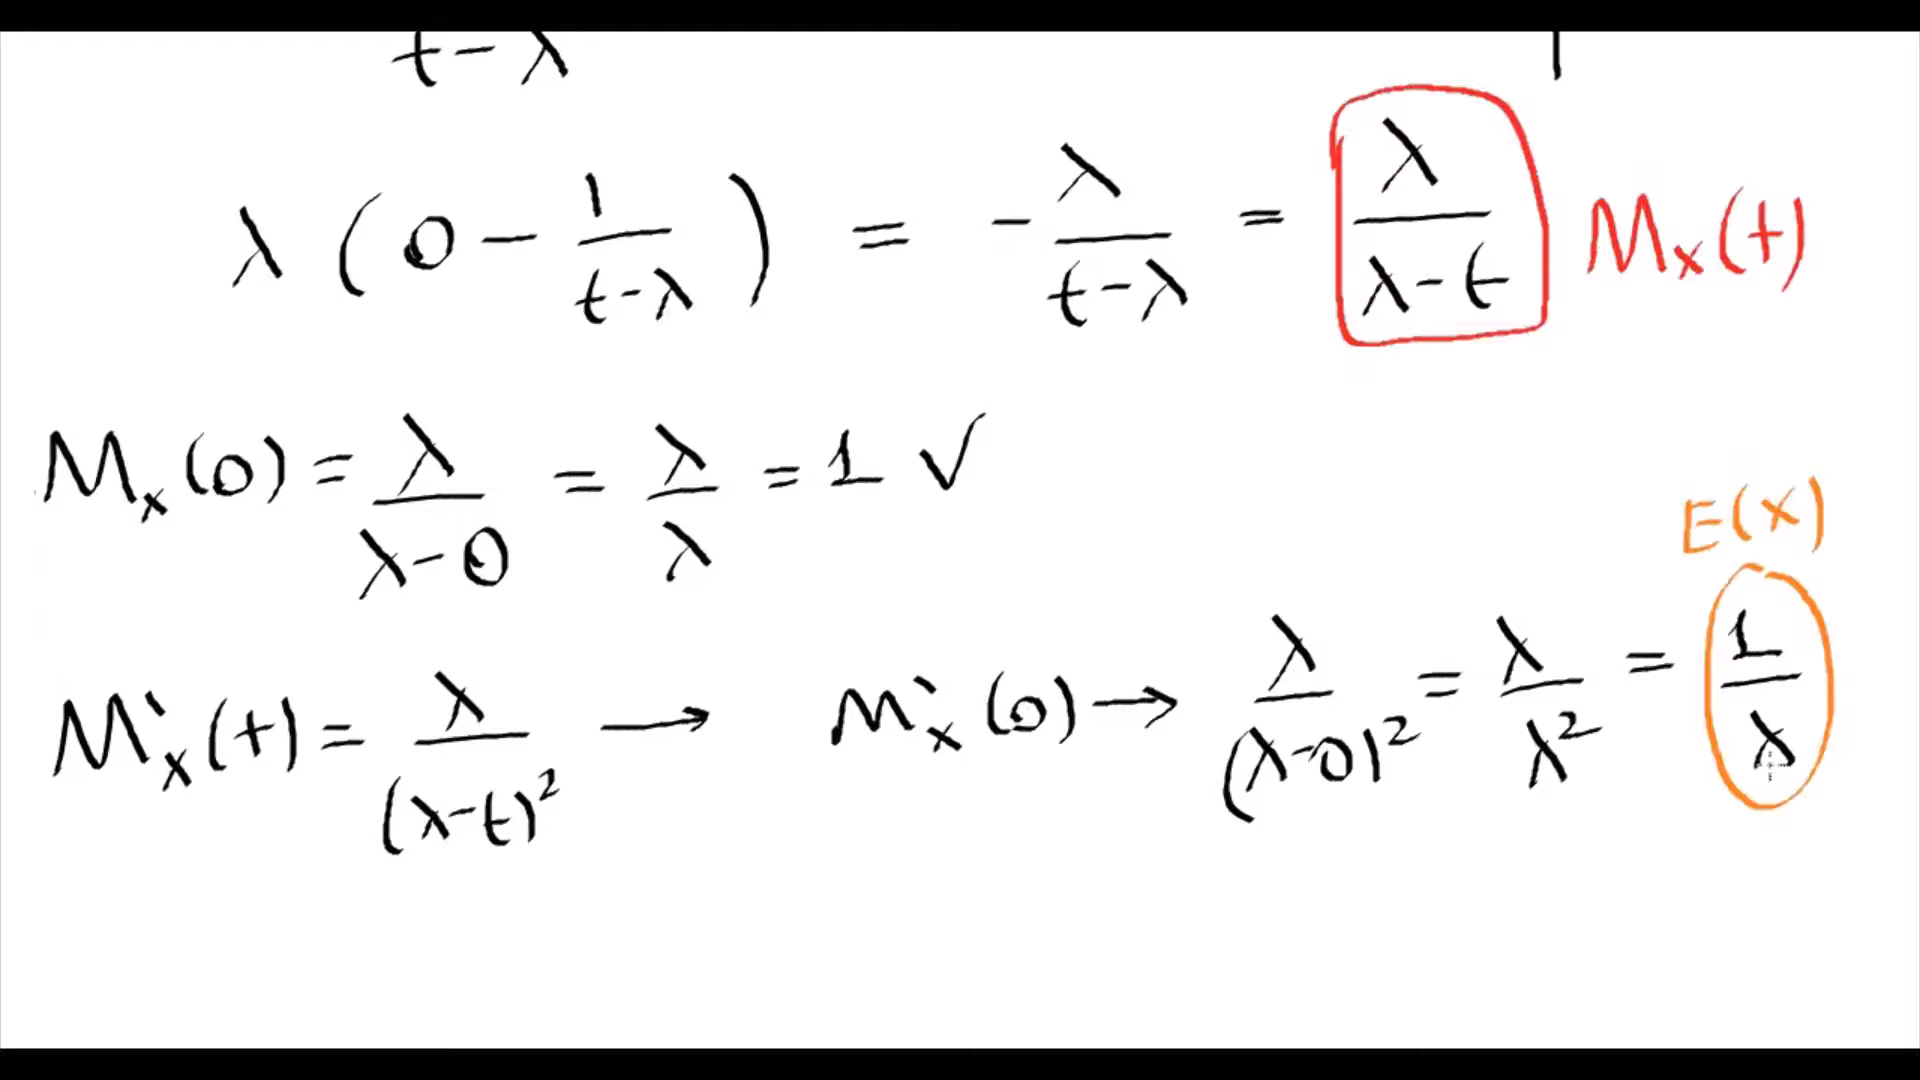 t - λ
λ ( 0 - 1/(t - λ) ) = - λ/(t - λ) = λ/(λ - t) Mx(t)
Mx(0) = λ/(λ - 0) = λ/λ = 1 ✓
E(x)
M'x(t) = λ/(λ-t)² → M'x(0) → λ/(λ-0)² = λ/λ² = 1/λ